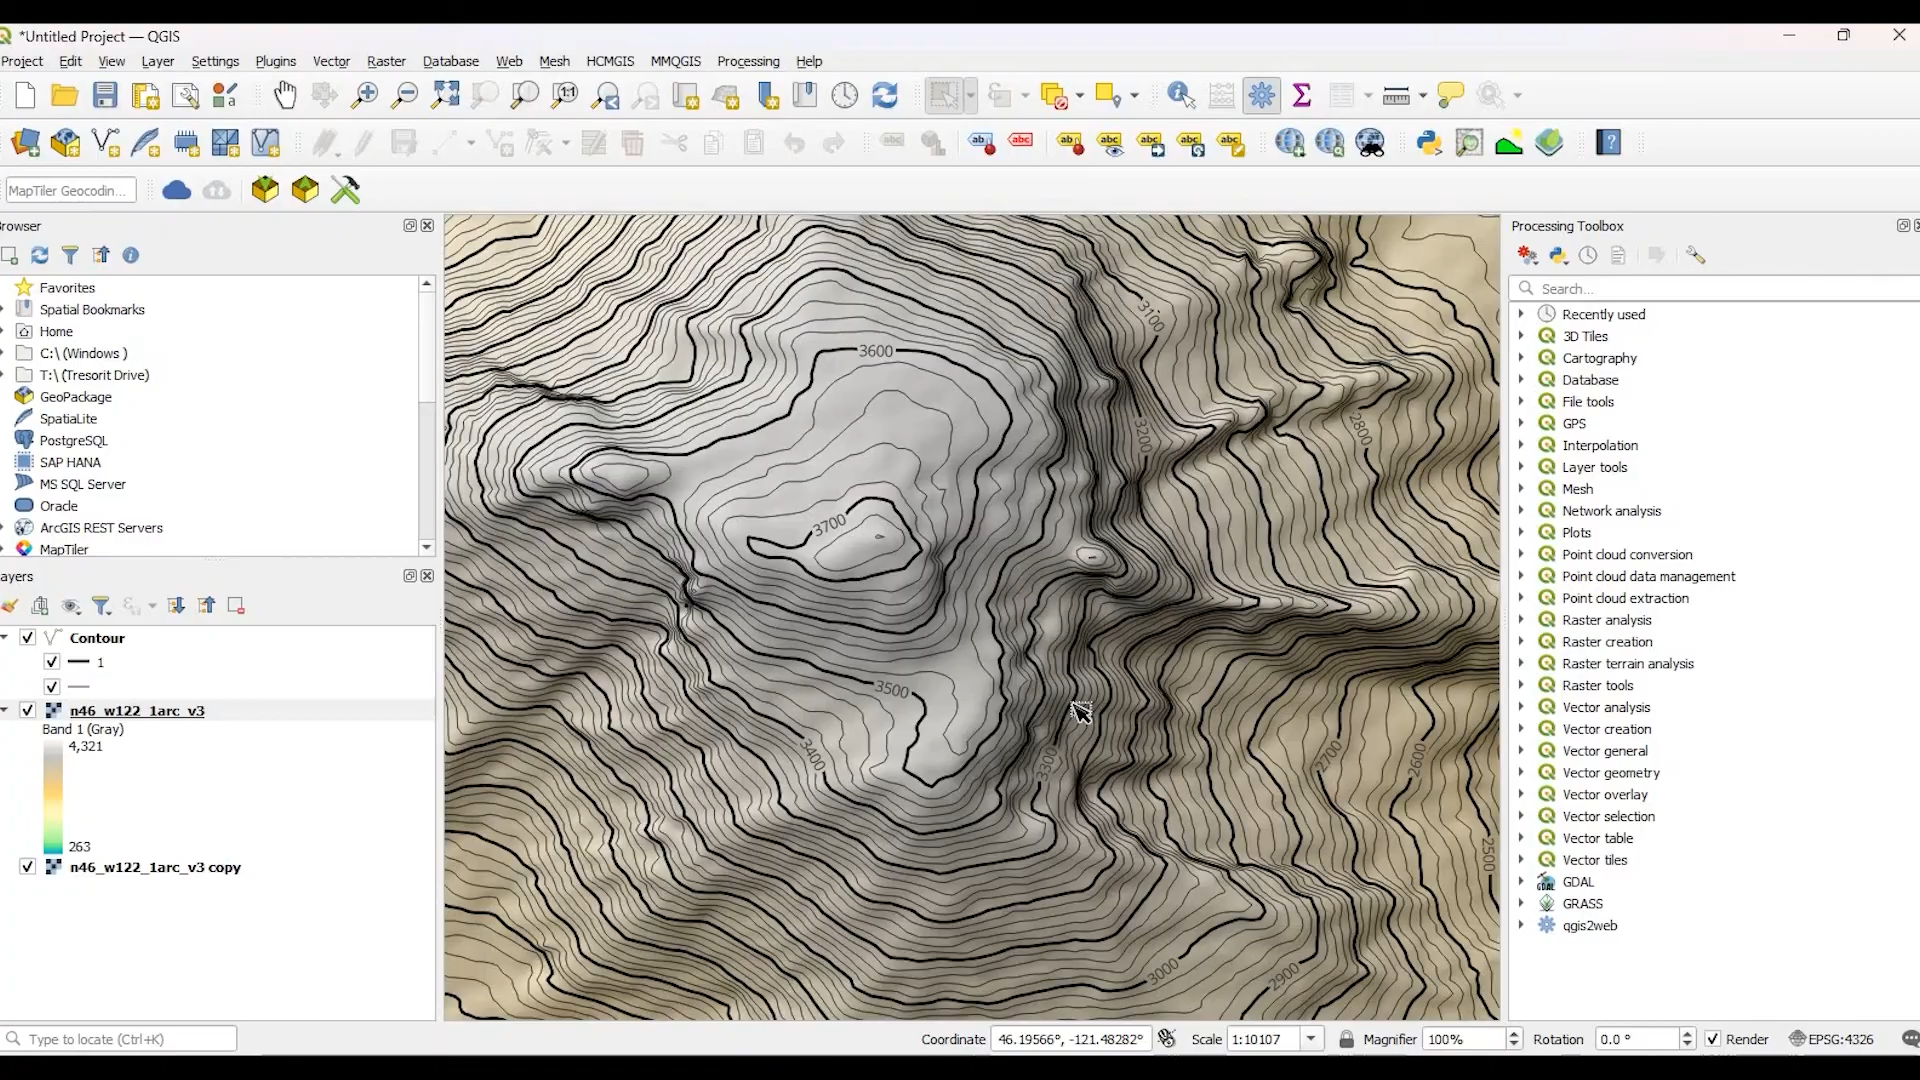 *Untitled Project — QGIS
Project Edit View Layer Settings Plugins Vector Raster Database Web Mesh HCMGIS MMQGIS Processing Help
MapTiler Geocodin...
rowser
Favorites
Spatial Bookmarks
Home
C:\ (Windows )
T:\ (Tresorit Drive)
GeoPackage
SpatiaLite
PostgreSQL
SAP HANA
MS SQL Server
Oracle
ArcGIS REST Servers
MapTiler
ayers
Contour
1
n46_w122_1arc_v3
Band 1 (Gray)
4,321
263
n46_w122_1arc_v3 copy
3100
3600
3200
2800
3700
3500
3400
3300
2700
2600
2500
3000
2900
Processing Toolbox
Search...
Recently used
3D Tiles
Cartography
Database
File tools
GPS
Interpolation
Layer tools
Mesh
Network analysis
Plots
Point cloud conversion
Point cloud data management
Point cloud extraction
Raster analysis
Raster creation
Raster terrain analysis
Raster tools
Vector analysis
Vector creation
Vector general
Vector geometry
Vector overlay
Vector selection
Vector table
Vector tiles
GDAL
GRASS
qgis2web
Type to locate (Ctrl+K)
Coordinate 46.19566°, -121.48282° Scale 1:10107 Magnifier 100% Rotation 0.0 ° Render EPSG:4326